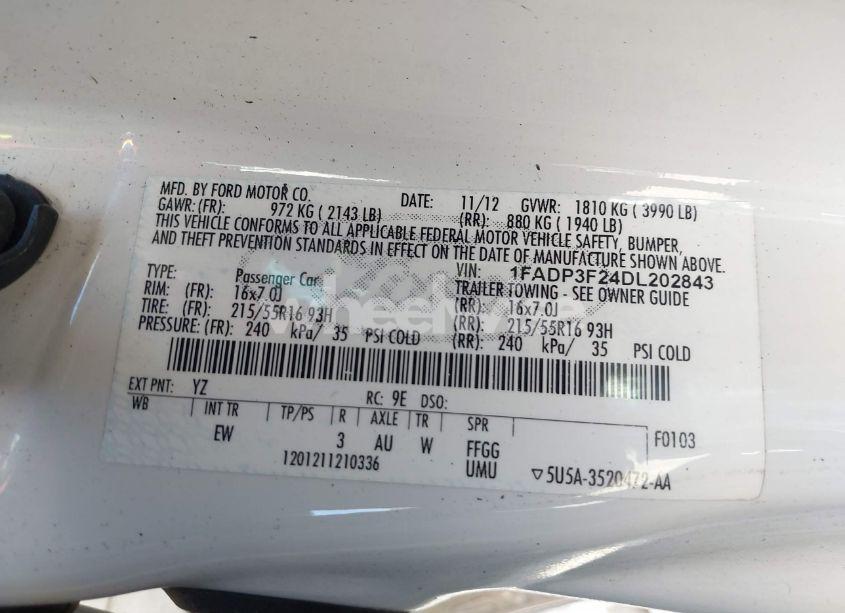 MFD. BY FORD MOTOR CO. DATE: 11/12 GVWR: 1810 KG ( 3990 LB)
GAWR: (FR): 972 KG ( 2143 LB) (RR): 880 KG ( 1940 LB)
THIS VEHICLE CONFORMS TO ALL APPLICABLE FEDERAL MOTOR VEHICLE SAFETY, BUMPER,
AND THEFT PREVENTION STANDARDS IN EFFECT ON THE DATE OF MANUFACTURE SHOWN ABOVE.
VIN: 1FADP3F24DL202843
TYPE: Passenger Car TRAILER TOWING - SEE OWNER GUIDE
RIM: (FR): 16x7.0J (RR): 16x7.0J
TIRE: (FR): 215/55R16 93H (RR): 215/55R16 93H
PRESSURE: (FR): 240 kPa/ 35 PSI COLD (RR): 240 kPa/ 35 PSI COLD
EXT PNT: YZ RC: 9E DSO:
WB INT TR TP/PS R AXLE TR SPR F0103
EW 3 AU W FFGG
1201211210336 UMU ▽5U5A-3520472-AA